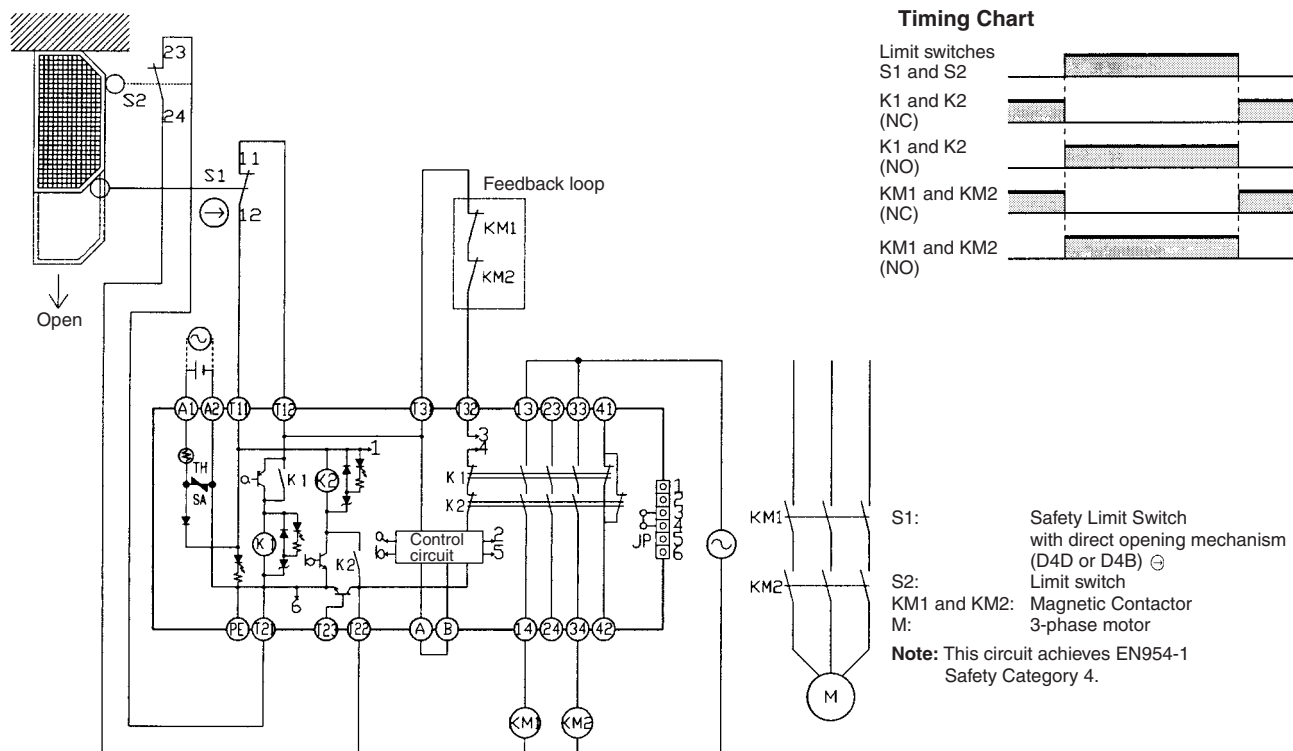 Timing Chart
Limit switches
S1 and S2
K1 and K2
(NC)
K1 and K2
(NO)
KM1 and KM2
(NC)
KM1 and KM2
(NO)
23
S2
24
11
S1
12
Open
Feedback loop
KM1
KM2
A1 A2 T11 T12 T31 T32 13 23 33 41
TH
SA
a
K1
K2
1
3
4
K1
K2
K1
b
K2
a
b
Control
circuit
2
5
6
JP
1
2
3
4
5
6
PE T21 T23 T22 A B 14 24 34 42
KM1 KM2
KM1
KM2
M
S1: Safety Limit Switch
with direct opening mechanism
(D4D or D4B)
S2: Limit switch
KM1 and KM2: Magnetic Contactor
M: 3-phase motor
Note: This circuit achieves EN954-1
Safety Category 4.